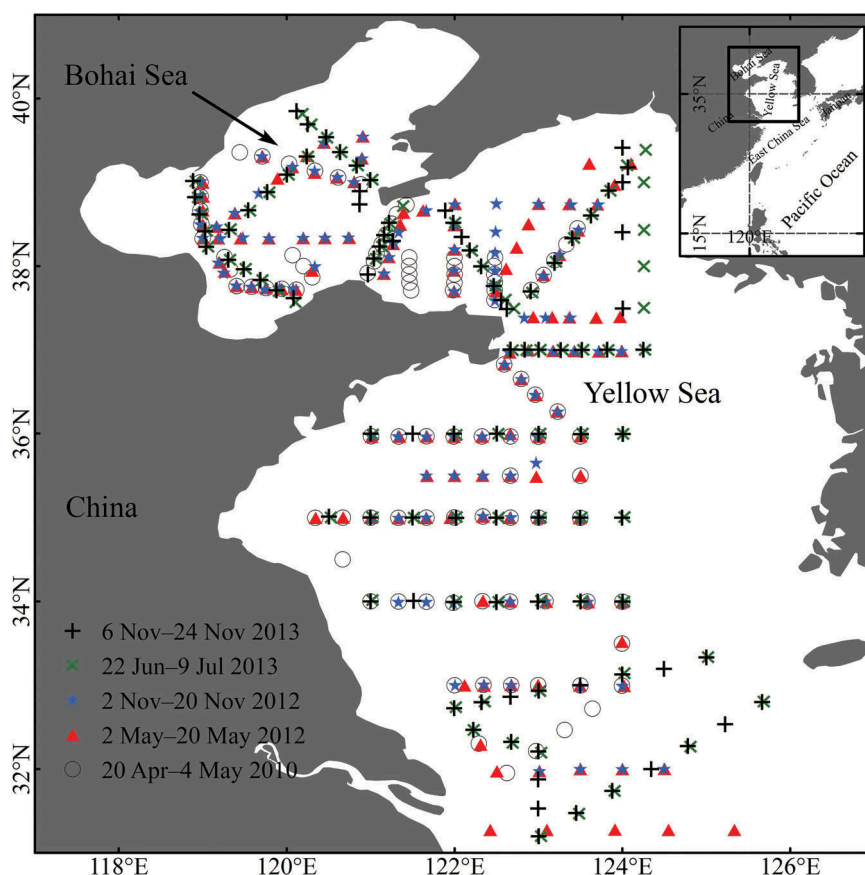 Bohai Sea
Yellow Sea
China
40°N
38°N
36°N
34°N
32°N
118°E
120°E
122°E
124°E
126°E
6 Nov–24 Nov 2013
22 Jun–9 Jul 2013
2 Nov–20 Nov 2012
2 May–20 May 2012
20 Apr–4 May 2010
Bohai Sea
Yellow Sea
35°N
China
Japan
East China Sea
Pacific Ocean
15°N
120°E